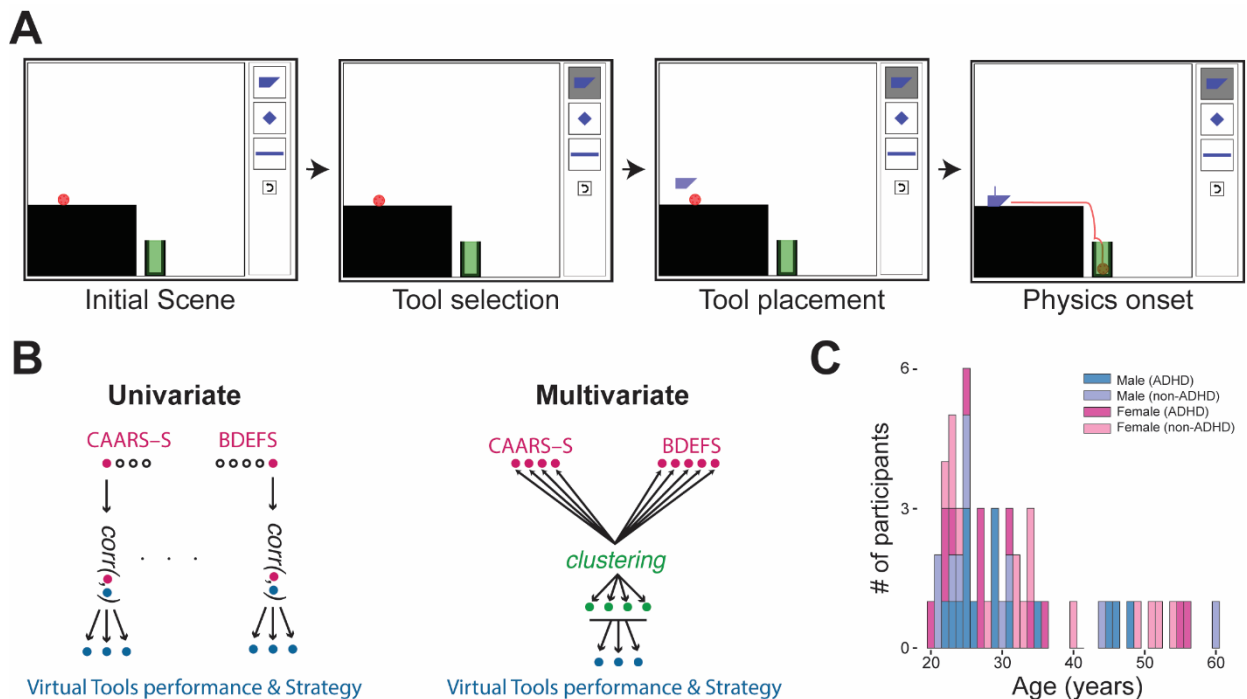 A
Initial Scene
Tool selection
Tool placement
Physics onset
B
Univariate
CAARS–S
BDEFS
corr(,)
. . .
corr(,)
Virtual Tools performance & Strategy
Multivariate
CAARS–S
BDEFS
clustering
Virtual Tools performance & Strategy
C
# of participants
6
3
0
20
30
40
50
60
Age (years)
Male (ADHD)
Male (non-ADHD)
Female (ADHD)
Female (non-ADHD)